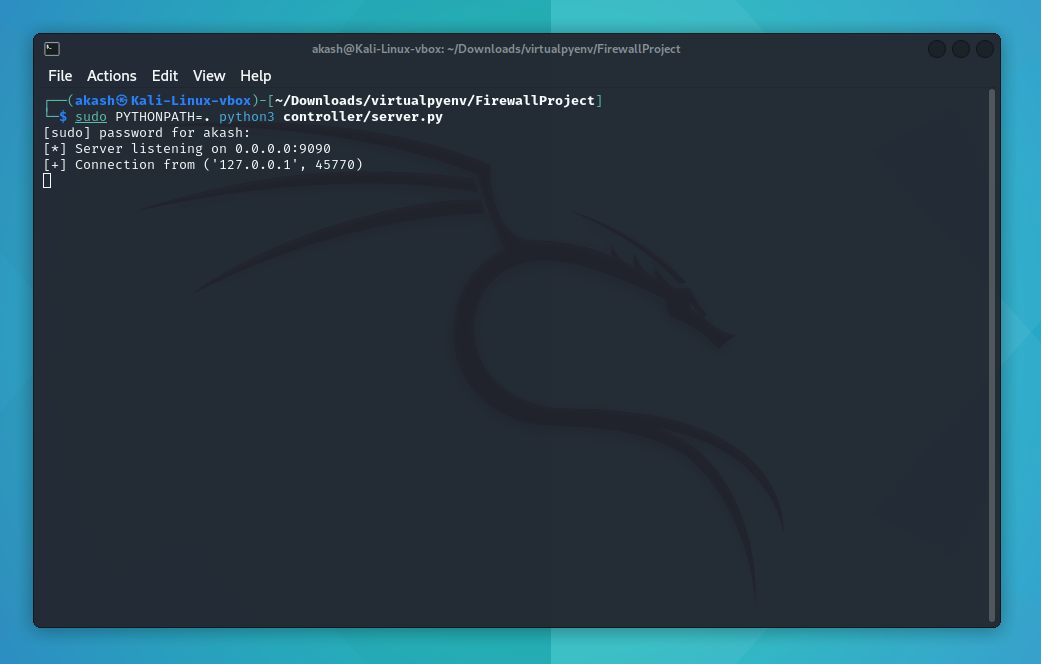 akash@Kali-Linux-vbox: ~/Downloads/virtualpyenv/FirewallProject
File Actions Edit View Help
┌──(akash㉿Kali-Linux-vbox)-[~/Downloads/virtualpyenv/FirewallProject]
└─$ sudo PYTHONPATH=. python3 controller/server.py
[sudo] password for akash:
[*] Server listening on 0.0.0.0:9090
[+] Connection from ('127.0.0.1', 45770)